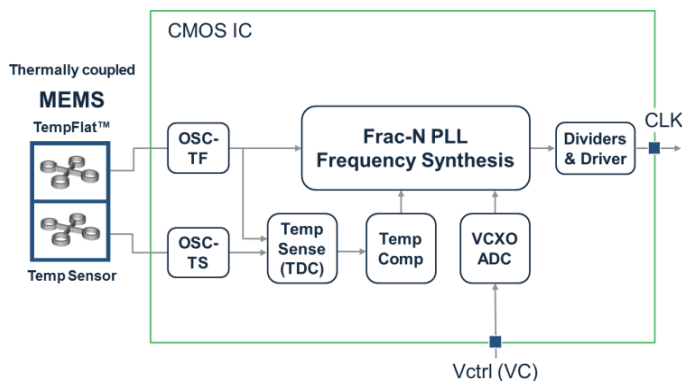 CMOS IC
Thermally coupled
MEMS
TempFlat™
Temp Sensor
OSC-
TF
OSC-
TS
Frac-N PLL
Frequency Synthesis
Temp
Sense
(TDC)
Temp
Comp
VCXO
ADC
Dividers
& Driver
CLK
Vctrl (VC)